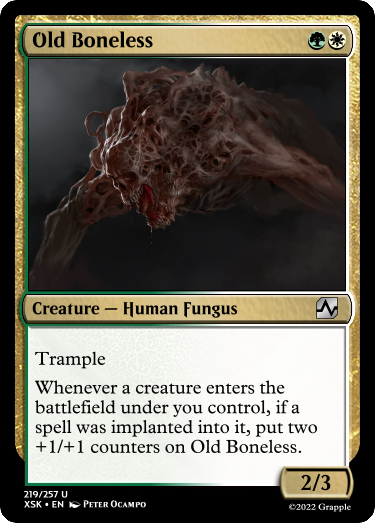 Old Boneless
Creature — Human Fungus
Trample
Whenever a creature enters the
battlefield under you control, if a
spell was implanted into it, put two
+1/+1 counters on Old Boneless.
2/3
219/257 U
XSK • EN Peter Ocampo
©2022 Grapple